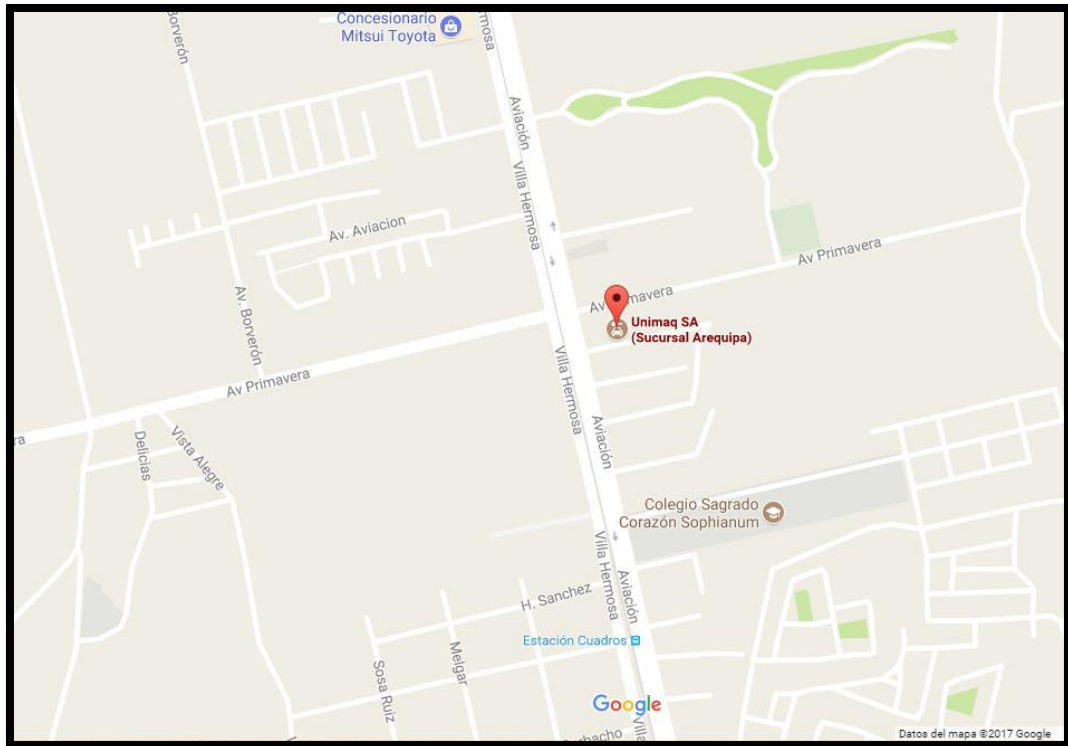 Concesionario
Mitsui Toyota
Borverón
Aviación
Villa Hermosa
Av. Aviacion
Av Primavera
Av. Borverón
Unimaq SA
(Sucursal Arequipa)
Av Primavera
Villa Hermosa
Delicias
Vista Alegre
Aviación
Colegio Sagrado
Corazón Sophianum
Villa Hermosa
Aviación
H. Sanchez
Estación Cuadros
Melgar
Sosa Ruiz
Google
Datos del mapa ©2017 Google